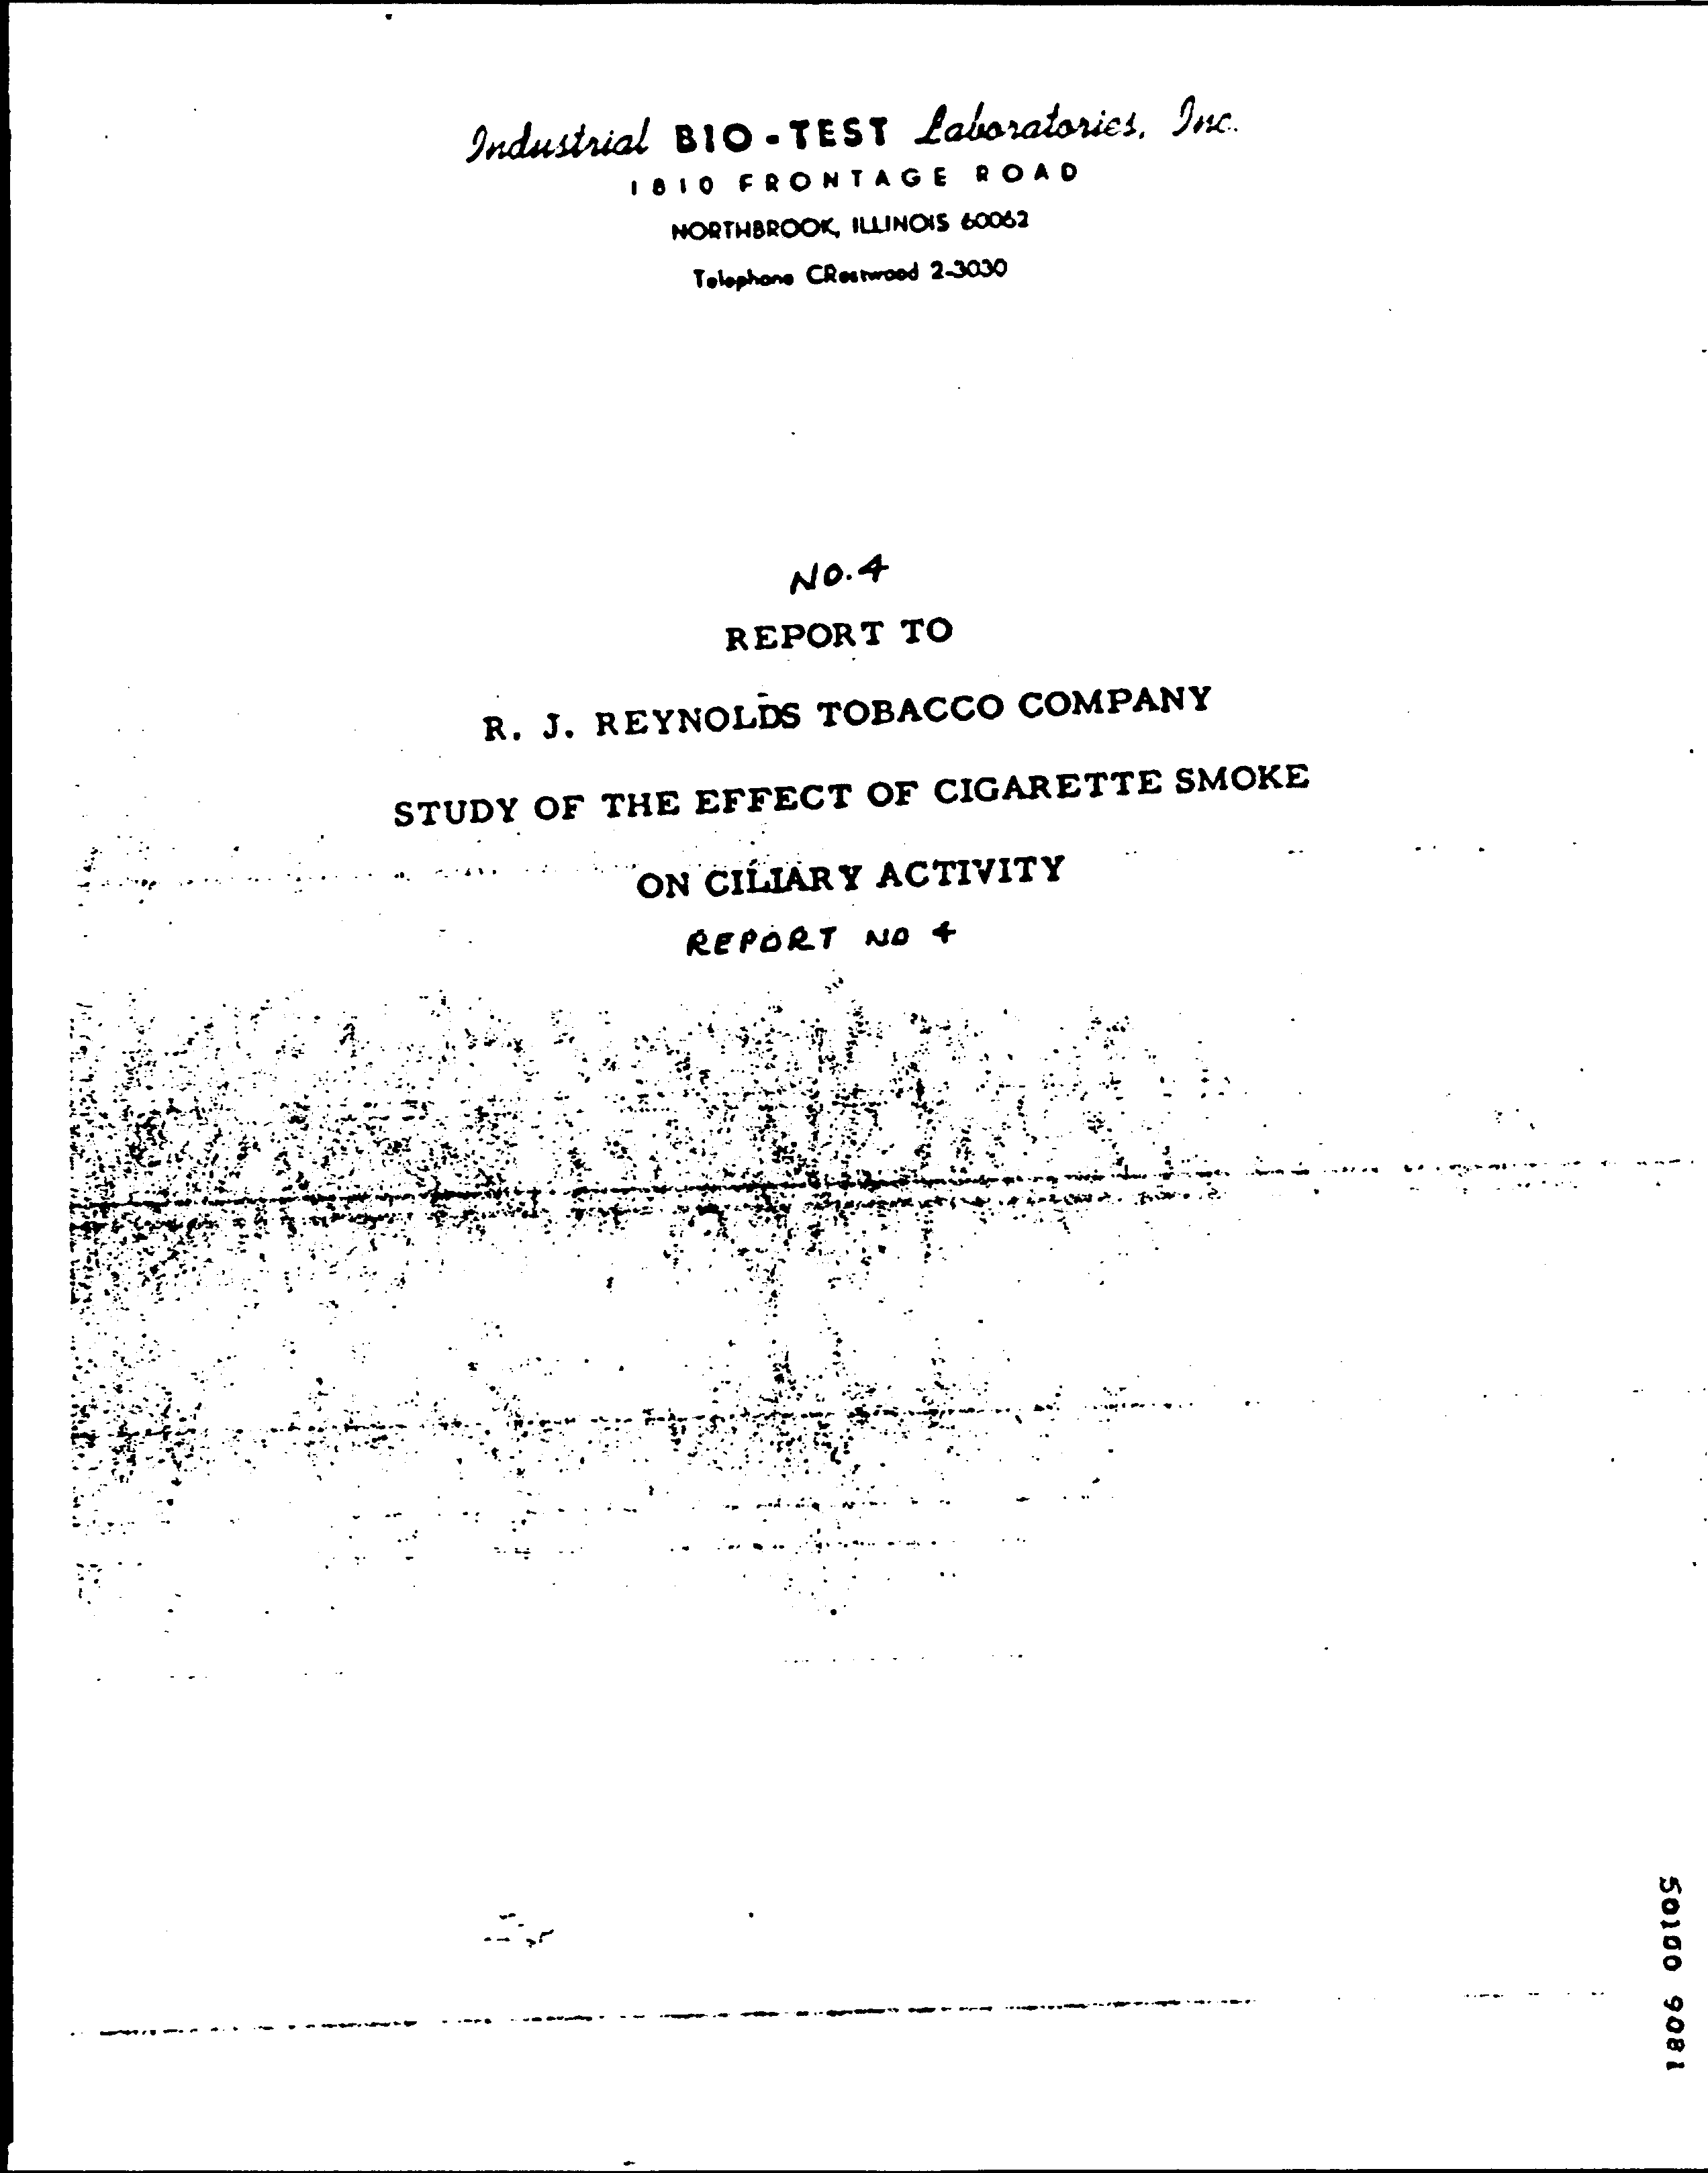 Industrial BIO-TEST Laboratories, Inc.
1810 FRONTAGE ROAD
NORTHBROOK, ILLINOIS 60062
Telephone CRestwood 2-3030
NO.4
REPORT TO
R. J. REYNOLDS TOBACCO COMPANY
STUDY OF THE EFFECT OF CIGARETTE SMOKE
ON CILIARY ACTIVITY
REPORT NO 4
50100 9081